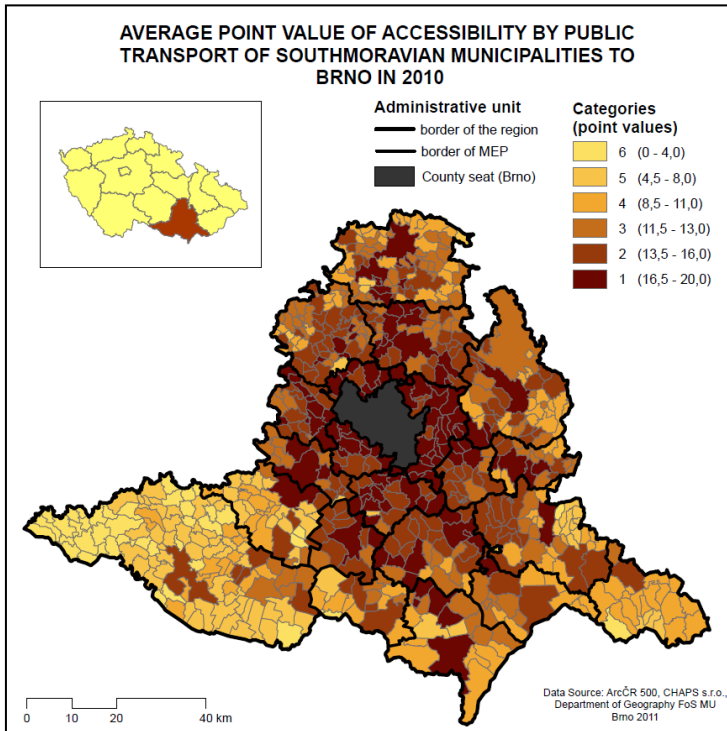 AVERAGE POINT VALUE OF ACCESSIBILITY BY PUBLIC
TRANSPORT OF SOUTHMORAVIAN MUNICIPALITIES TO
BRNO IN 2010
Administrative unit
border of the region
border of MEP
County seat (Brno)
Categories
(point values)
6 (0 - 4,0)
5 (4,5 - 8,0)
4 (8,5 - 11,0)
3 (11,5 - 13,0)
2 (13,5 - 16,0)
1 (16,5 - 20,0)
0 10 20 40 km
Data Source: ArcČR 500, CHAPS s.r.o.,
Department of Geography FoS MU
Brno 2011